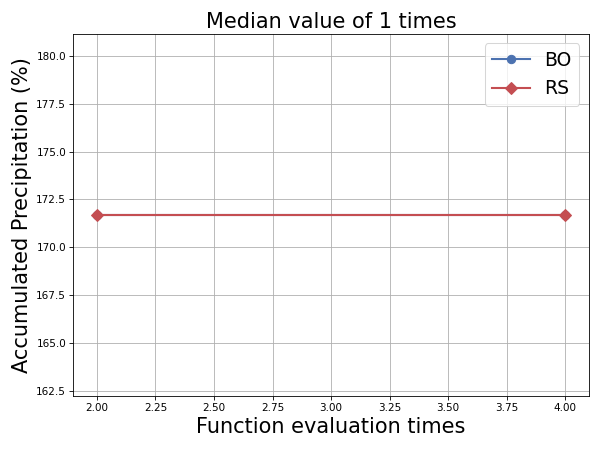 Median value of 1 times
BO
RS
Accumulated Precipitation (%)
180.0
177.5
175.0
172.5
170.0
167.5
165.0
162.5
2.00 2.25 2.50 2.75 3.00 3.25 3.50 3.75 4.00
Function evaluation times